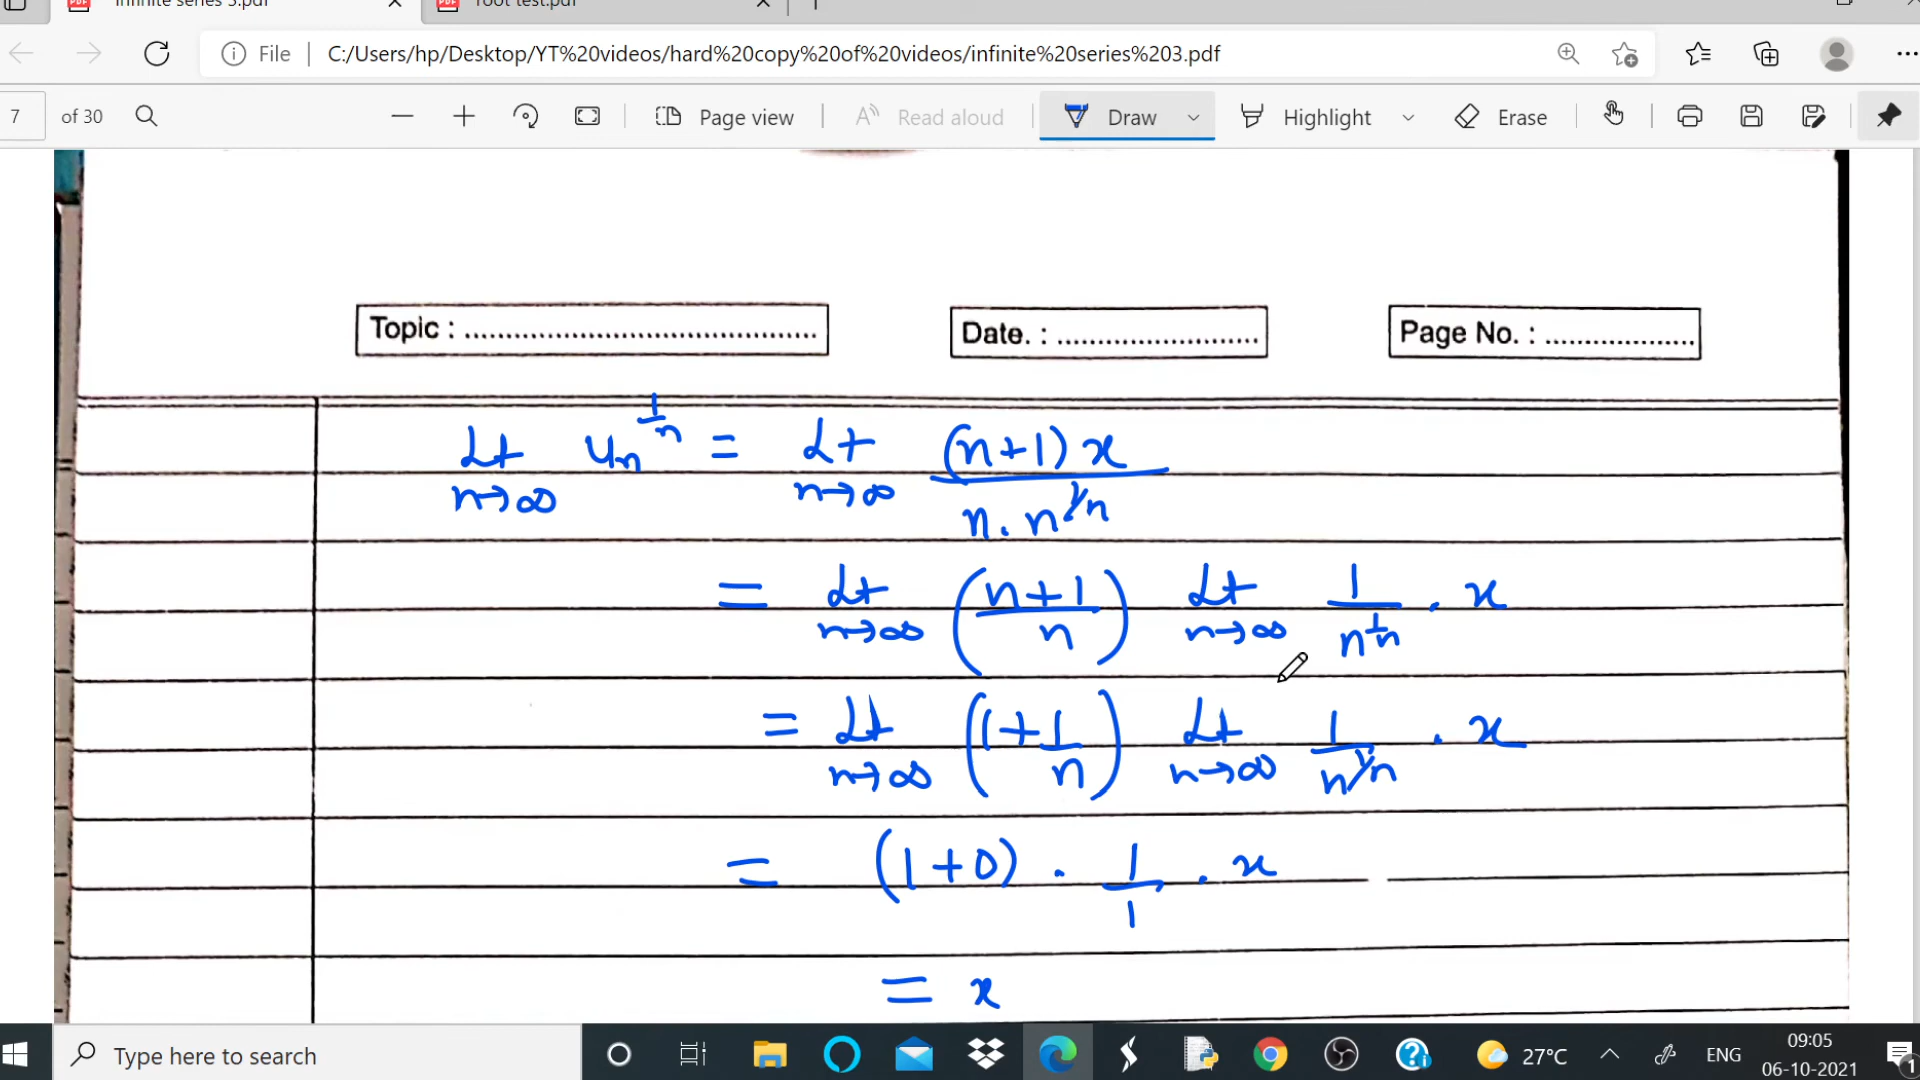 infinite series 3.pdf root test.pdf
File C:/Users/hp/Desktop/YT%20videos/hard%20copy%20of%20videos/infinite%20series%203.pdf
7 of 30 Page view Read aloud Draw Highlight Erase
Topic : ........................................ Date. : ........................ Page No. : ..................
Lt n→∞ u_n^{1/n} = Lt n→∞ (n+1)x / n.n^{1/n}
= Lt n→∞ ((n+1)/n) Lt n→∞ 1/n^{1/n} . x
= Lt n→∞ (1+1/n) Lt n→∞ 1/n^{1/n} . x
= (1+0) . 1/1 . x
= x
Type here to search 27°C ENG 09:05
06-10-2021
1